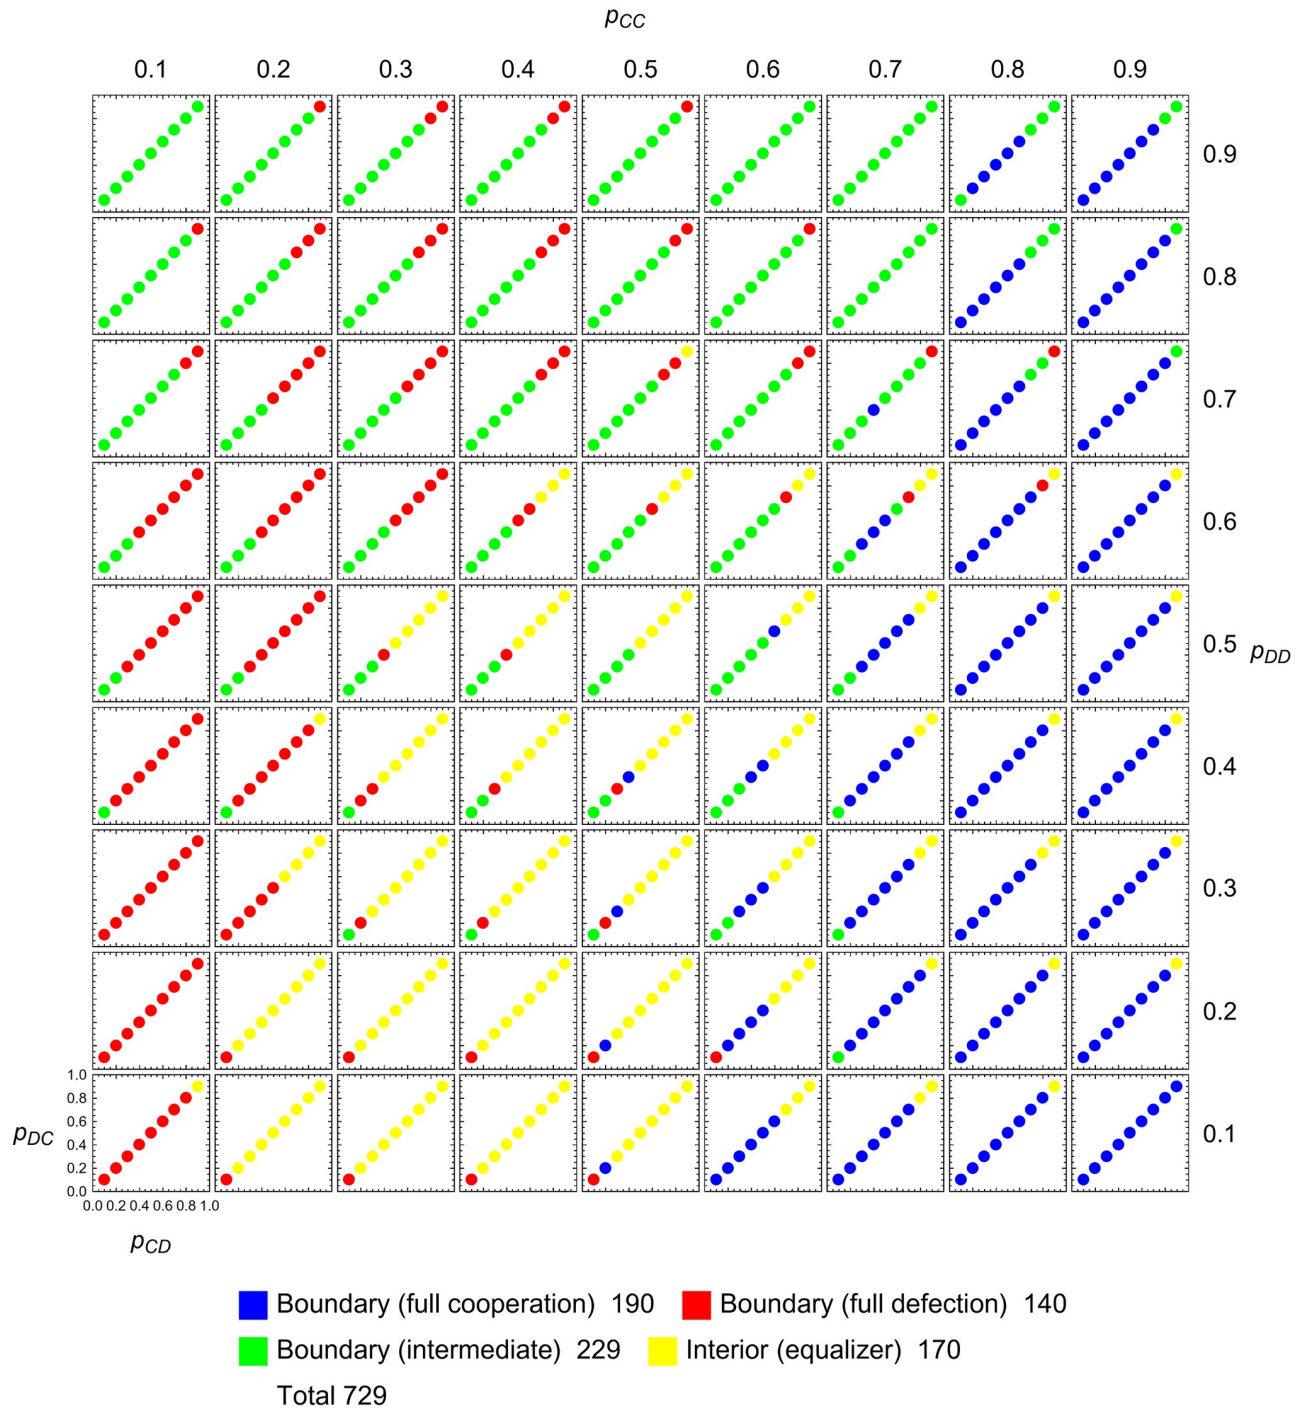 pCC
0.1 0.2 0.3 0.4 0.5 0.6 0.7 0.8 0.9
0.9
0.8
0.7
0.6
0.5
pDD
0.4
0.3
0.2
1.0
0.8
0.6
0.4
0.2
0.0
pDC
0.1
0.0 0.2 0.4 0.6 0.8 1.0
pCD
Boundary (full cooperation) 190 Boundary (full defection) 140
Boundary (intermediate) 229 Interior (equalizer) 170
Total 729